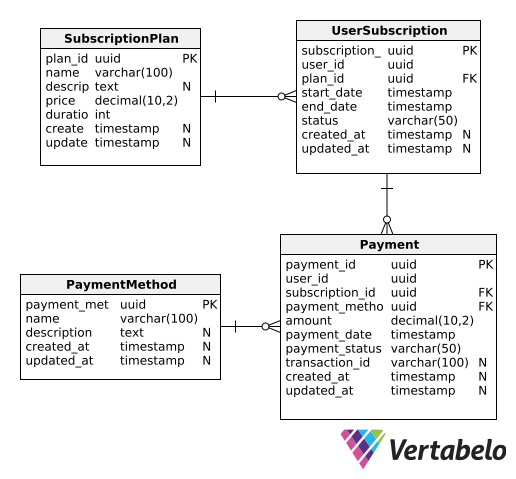 SubscriptionPlan
plan_id uuid PK
name varchar(100)
descrip text N
price decimal(10,2)
duratio int
create timestamp N
update timestamp N
UserSubscription
subscription_ uuid PK
user_id uuid
plan_id uuid FK
start_date timestamp
end_date timestamp
status varchar(50)
created_at timestamp N
updated_at timestamp N
PaymentMethod
payment_met uuid PK
name varchar(100)
description text N
created_at timestamp N
updated_at timestamp N
Payment
payment_id uuid PK
user_id uuid
subscription_id uuid FK
payment_metho uuid FK
amount decimal(10,2)
payment_date timestamp
payment_status varchar(50)
transaction_id varchar(100) N
created_at timestamp N
updated_at timestamp N
Vertabelo